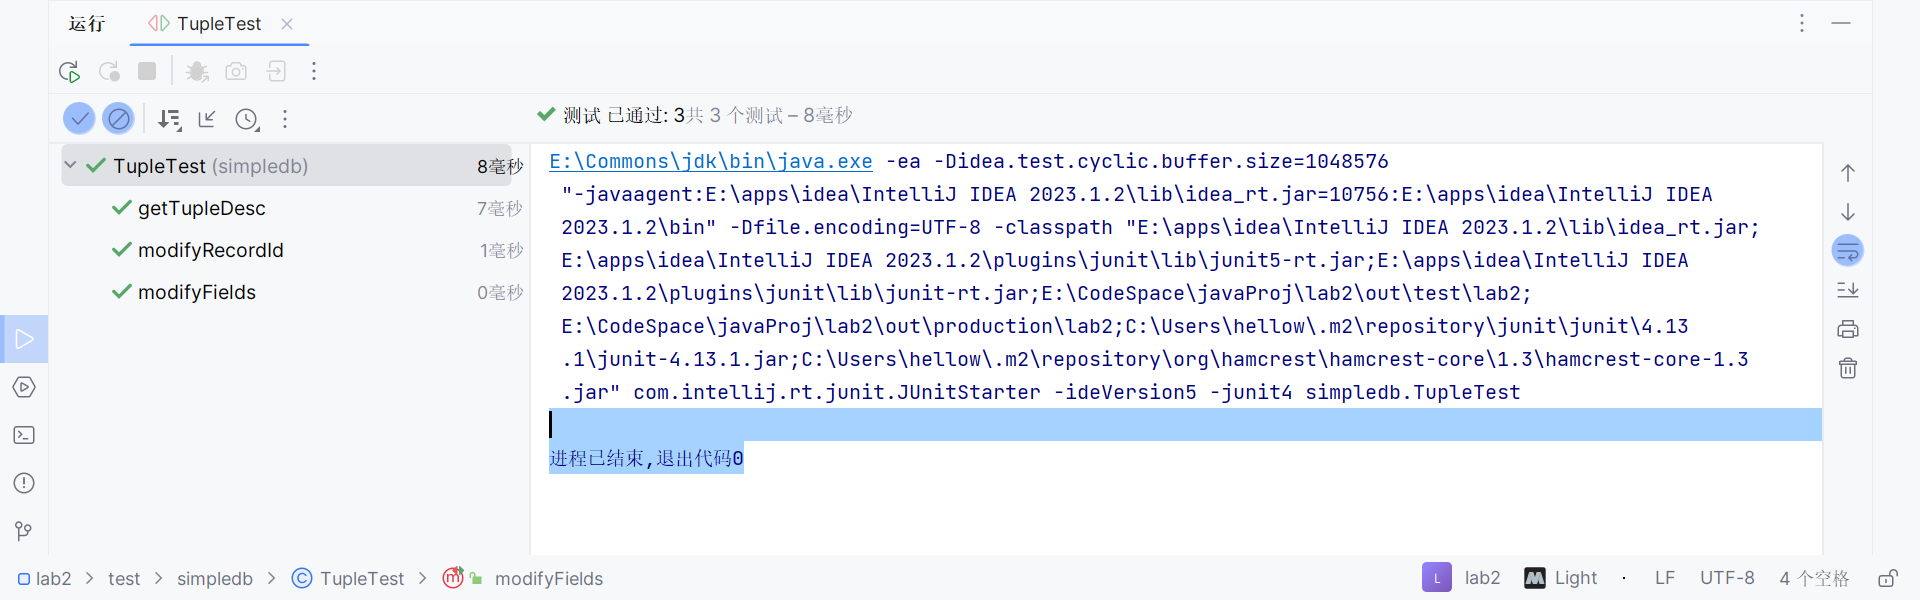 运行
TupleTest
测试 已通过: 3共 3 个测试 – 8毫秒
TupleTest (simpledb) 8毫秒
getTupleDesc 7毫秒
modifyRecordId 1毫秒
modifyFields 0毫秒
E:\Commons\jdk\bin\java.exe -ea -Didea.test.cyclic.buffer.size=1048576
"-javaagent:E:\apps\idea\IntelliJ IDEA 2023.1.2\lib\idea_rt.jar=10756:E:\apps\idea\IntelliJ IDEA
2023.1.2\bin" -Dfile.encoding=UTF-8 -classpath "E:\apps\idea\IntelliJ IDEA 2023.1.2\lib\idea_rt.jar;
E:\apps\idea\IntelliJ IDEA 2023.1.2\plugins\junit\lib\junit5-rt.jar;E:\apps\idea\IntelliJ IDEA
2023.1.2\plugins\junit\lib\junit-rt.jar;E:\CodeSpace\javaProj\lab2\out\test\lab2;
E:\CodeSpace\javaProj\lab2\out\production\lab2;C:\Users\hellow\.m2\repository\junit\junit\4.13
.1\junit-4.13.1.jar;C:\Users\hellow\.m2\repository\org\hamcrest\hamcrest-core\1.3\hamcrest-core-1.3
.jar" com.intellij.rt.junit.JUnitStarter -ideVersion5 -junit4 simpledb.TupleTest
进程已结束,退出代码0
lab2 > test > simpledb > TupleTest > modifyFields
L lab2 Light LF UTF-8 4 个空格